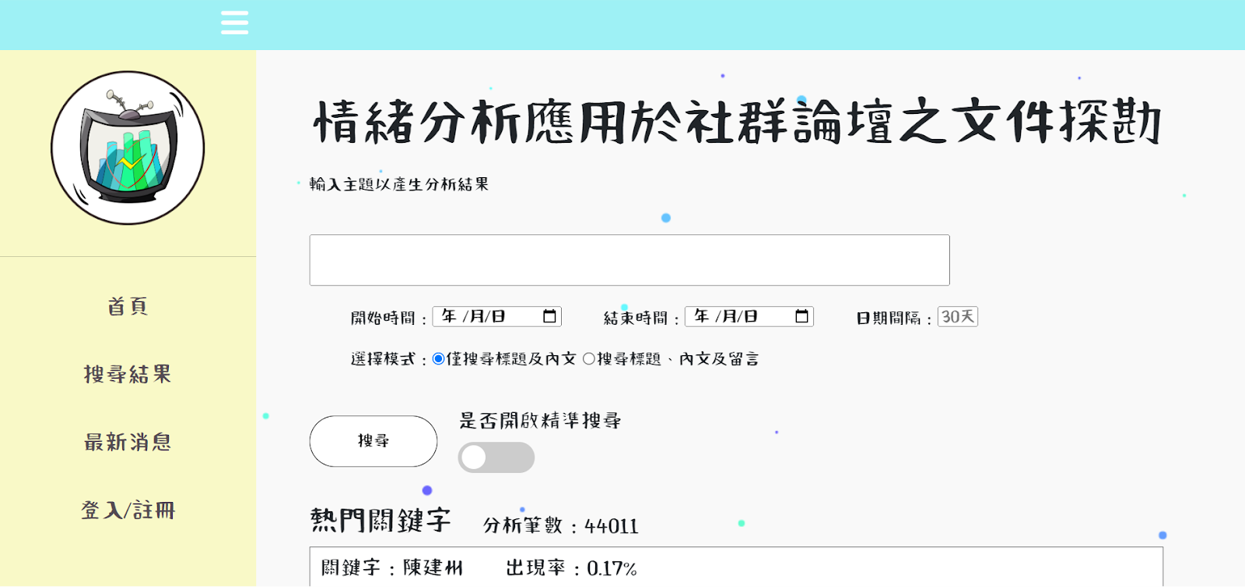 情緒分析應用於社群論壇之文件探勘
輸入主題以產生分析結果
開始時間：年 /月/日 結束時間：年 /月/日 日期間隔：30天
選擇模式：僅搜尋標題及內文 搜尋標題、內文及留言
是否開啟精準搜尋
搜尋
熱門關鍵字 分析筆數：44011
關鍵字：陳建州 出現率：0.17%
首頁
搜尋結果
最新消息
登入/註冊